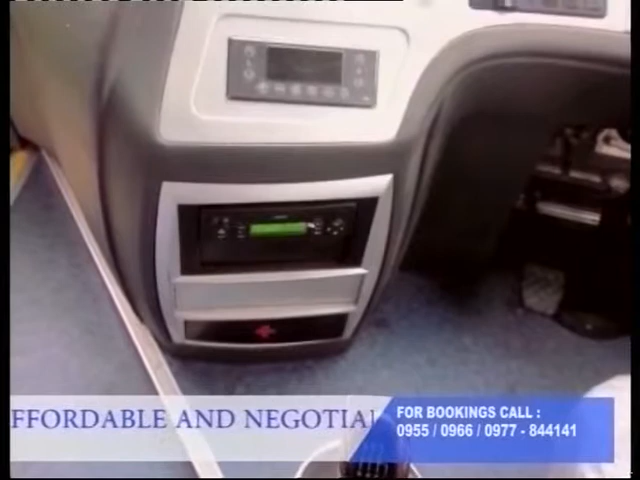 FFORDABLE AND NEGOTIA
FOR BOOKINGS CALL :
0955 / 0966 / 0977 - 844141